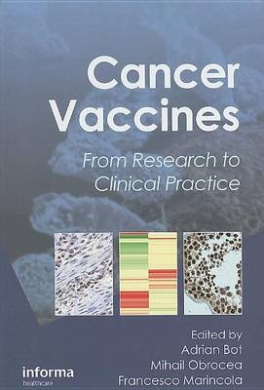 Cancer
Vaccines
From Research to
Clinical Practice
Edited by
Adrian Bot
Mihail Obrocea
Francesco Marincola
informa
healthcare